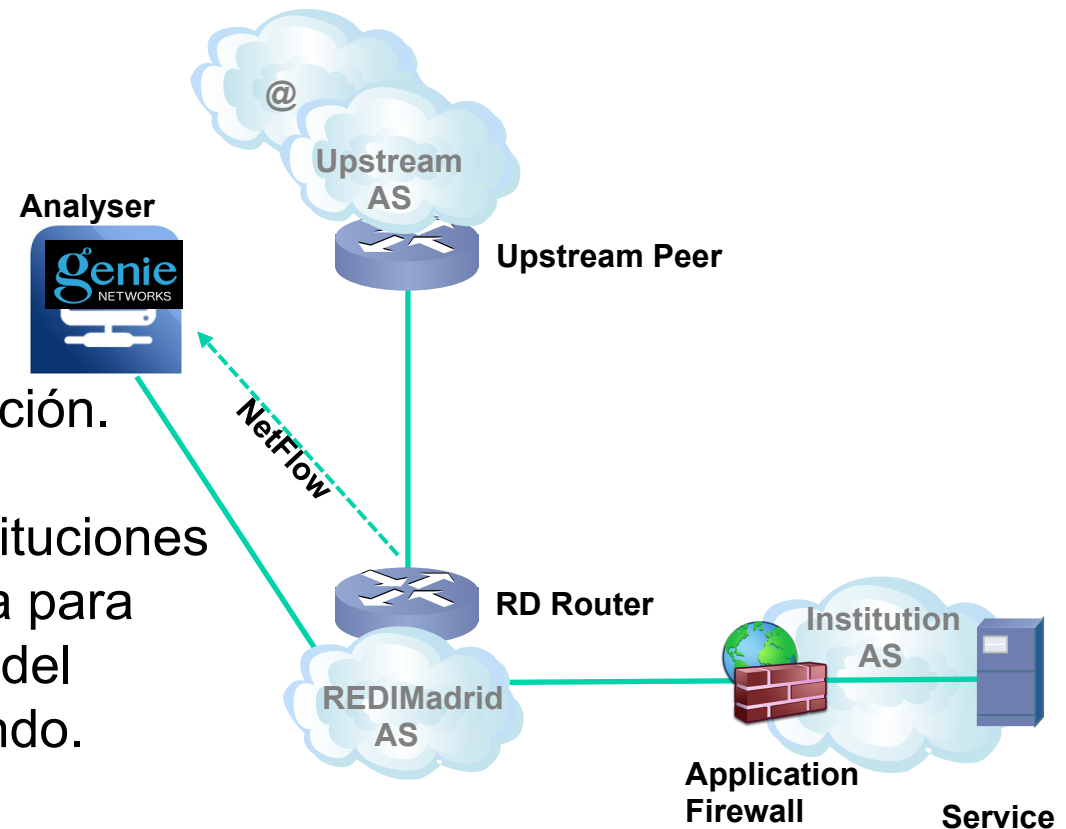 @
Upstream
AS
Analyser
Genie
NETWORKS
Upstream Peer
NetFlow
ción.
ituciones
a para
del
ndo.
RD Router
REDIMadrid
AS
Institution
AS
Application
Firewall
Service